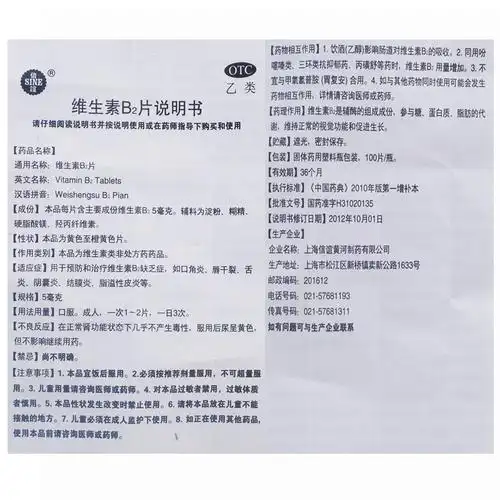 信
SINE
谊
OTC
乙类
维生素B₂片说明书
请仔细阅读说明书并按说明使用或在药师指导下购买和使用
【药品名称】
通用名称：维生素B₂片
英文名称：Vitamin B₂ Tablets
汉语拼音：Weishengsu B₂ Pian
【成份】本品每片含主要成份维生素B₂ 5毫克。辅料为淀粉、糊精、
硬脂酸镁、羟丙纤维素。
【性状】本品为黄色至橙黄色片。
【作用类别】本品为维生素类非处方药药品。
【适应症】用于预防和治疗维生素B₂缺乏症，如口角炎、唇干裂、舌
炎、阴囊炎、结膜炎、脂溢性皮炎等。
【规格】5毫克
【用法用量】口服。成人，一次1～2片，一日3次。
【不良反应】在正常肾功能状态下几乎不产生毒性，服用后尿呈黄色，
但不影响继续用药。
【禁忌】尚不明确。
【注意事项】1. 本品宜饭后服用。2.必须按推荐剂量服用，不可超量服
用。3. 儿童用量请咨询医师或药师。4. 对本品过敏者禁用，过敏体质
者慎用。5. 本品性状发生改变时禁止使用。6. 请将本品放在儿童不能
接触的地方。7. 儿童必须在成人监护下使用。8. 如正在使用其他药品，
使用本品前请咨询医师或药师。
【药物相互作用】1. 饮酒(乙醇)影响肠道对维生素B₂的吸收。2. 同用吩
噻嗪类、三环类抗抑郁药、丙磺舒等药时，维生素B₂ 用量增加。3. 不
宜与甲氧氯普胺 (胃复安) 合用。4. 如与其他药物同时使用可能会发生
药物相互作用，详情请咨询医师或药师。
【药理作用】维生素B₂是辅酶的组成成份，参与糖、蛋白质、脂肪的代
谢，维持正常的视觉功能和促进生长。
【贮藏】遮光，密封保存。
【包装】固体药用塑料瓶包装，100片/瓶。
【有效期】36个月
【执行标准】《中国药典》2010年版第一增补本
【批准文号】国药准字H31020135
【说明书修订日期】2012年10月01日
【生产企业】
企业名称：上海信谊黄河制药有限公司
生产地址：上海市松江区新桥镇卖新公路1633号
邮政编码：201612
电话号码：021-57681193
传真号码：021-57681311
如有问题可与生产企业联系